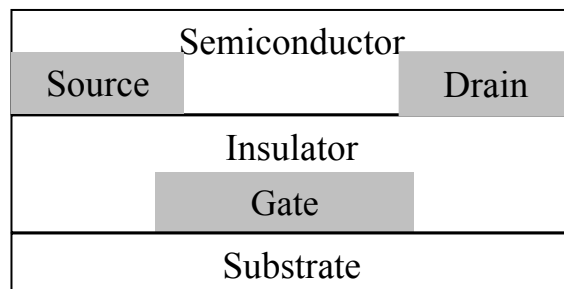 Semiconductor
Source
Drain
Insulator
Gate
Substrate